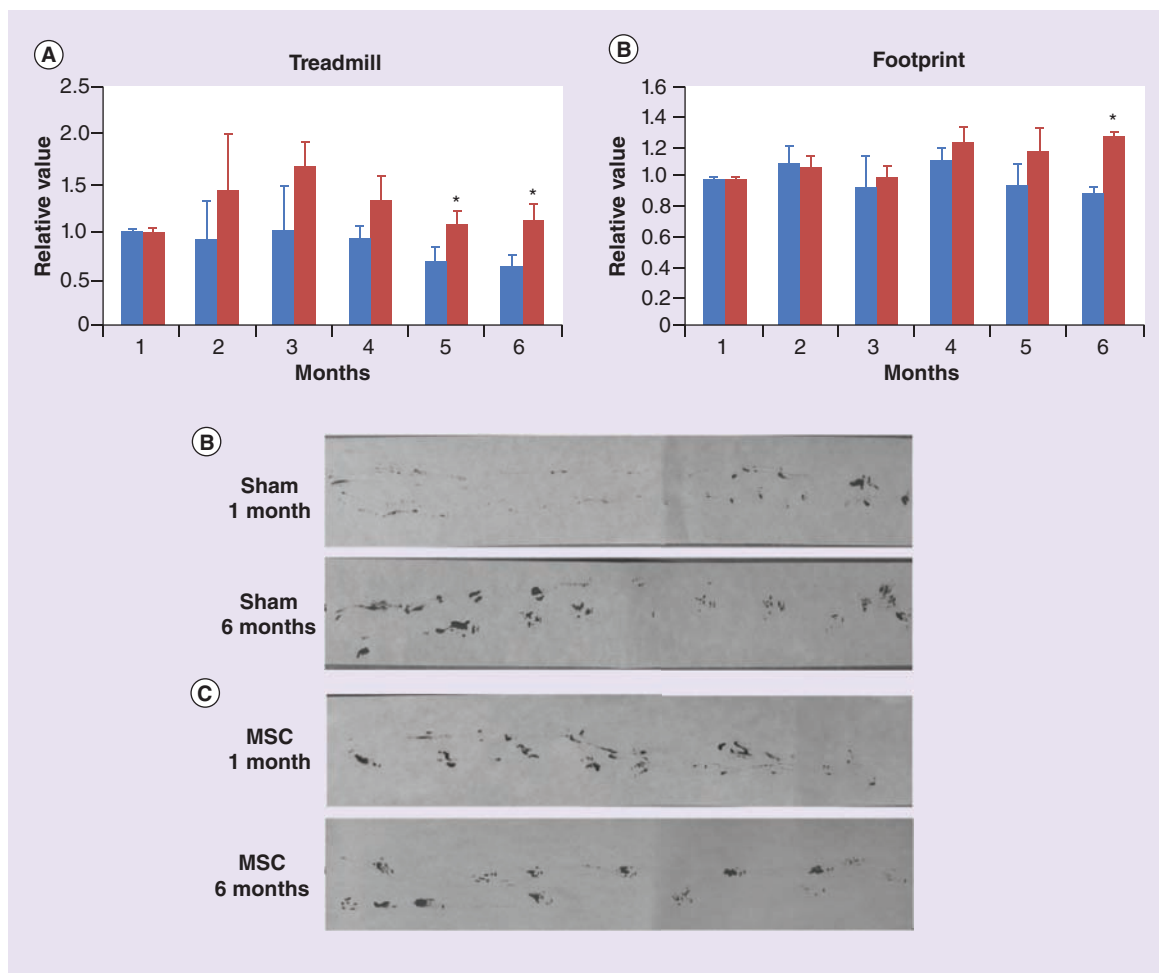 A
Treadmill
2.5
2.0
1.5
1.0
0.5
0
Relative value
*
*
1
2
3
4
5
6
Months
B
Footprint
1.6
1.4
1.2
1.0
0.8
0.6
0.4
0.2
0
Relative value
*
1
2
3
4
5
6
Months
B
Sham
1 month
Sham
6 months
C
MSC
1 month
MSC
6 months